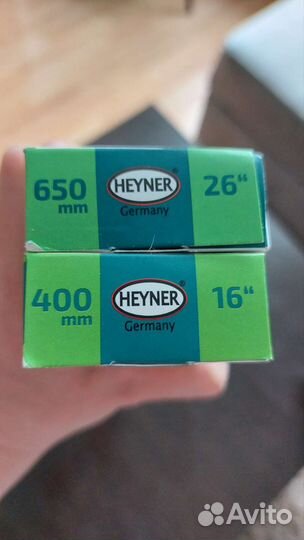 650 mm
HEYNER®
Germany
26"
400 mm
HEYNER®
Germany
16"
Avito